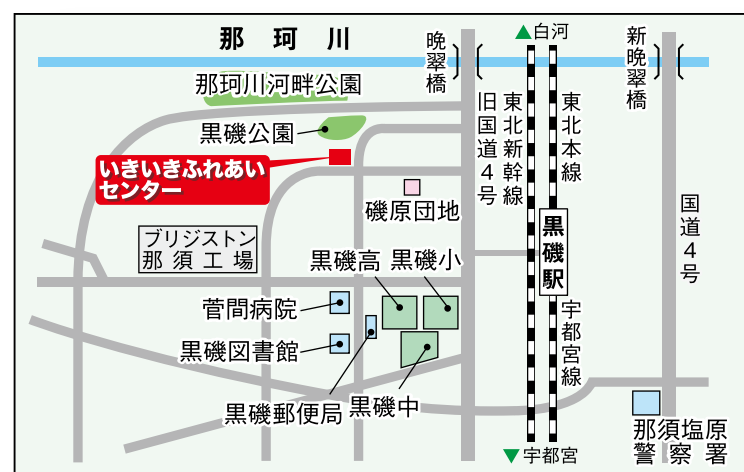 那珂川
▲白河
晩翠橋
新晩翠橋
那珂川河畔公園
黒磯公園
いきいきふれあい
センター
旧国道4号
東北新幹線
東北本線
磯原団地
国道4号
ブリジストン
那須工場
黒磯駅
黒磯高
黒磯小
菅間病院
宇都宮線
黒磯図書館
黒磯郵便局
黒磯中
那須塩原
警察署
▼宇都宮